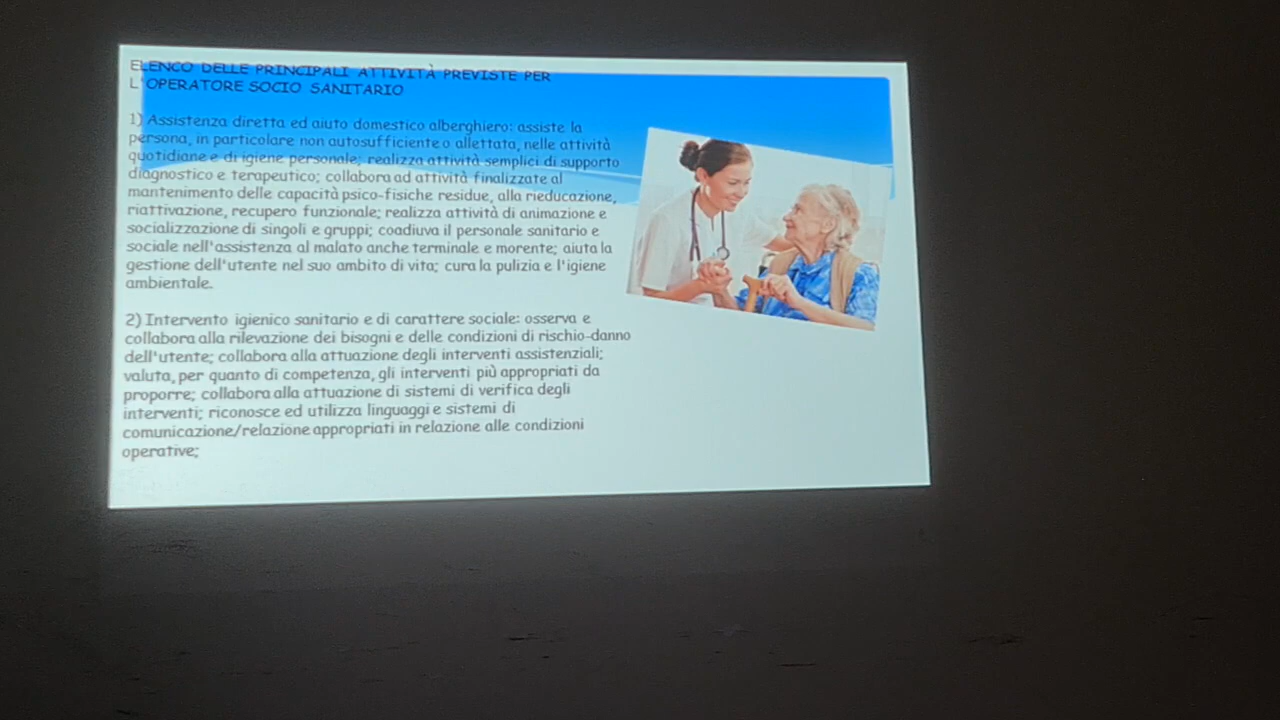 ELENCO DELLE PRINCIPALI ATTIVITÀ PREVISTE PER
L'OPERATORE SOCIO SANITARIO
1) Assistenza diretta ed aiuto domestico alberghiero: assiste la
persona, in particolare non autosufficiente o allettata, nelle attività
quotidiane e di igiene personale; realizza attività semplici di supporto
diagnostico e terapeutico; collabora ad attività finalizzate al
mantenimento delle capacità psico-fisiche residue, alla rieducazione,
riattivazione, recupero funzionale; realizza attività di animazione e
socializzazione di singoli e gruppi; coadiuva il personale sanitario e
sociale nell'assistenza al malato anche terminale e morente; aiuta la
gestione dell'utente nel suo ambito di vita; cura la pulizia e l'igiene
ambientale.
2) Intervento igienico sanitario e di carattere sociale: osserva e
collabora alla rilevazione dei bisogni e delle condizioni di rischio-danno
dell'utente; collabora alla attuazione degli interventi assistenziali;
valuta, per quanto di competenza, gli interventi più appropriati da
proporre; collabora alla attuazione di sistemi di verifica degli
interventi; riconosce ed utilizza linguaggi e sistemi di
comunicazione/relazione appropriati in relazione alle condizioni
operative;